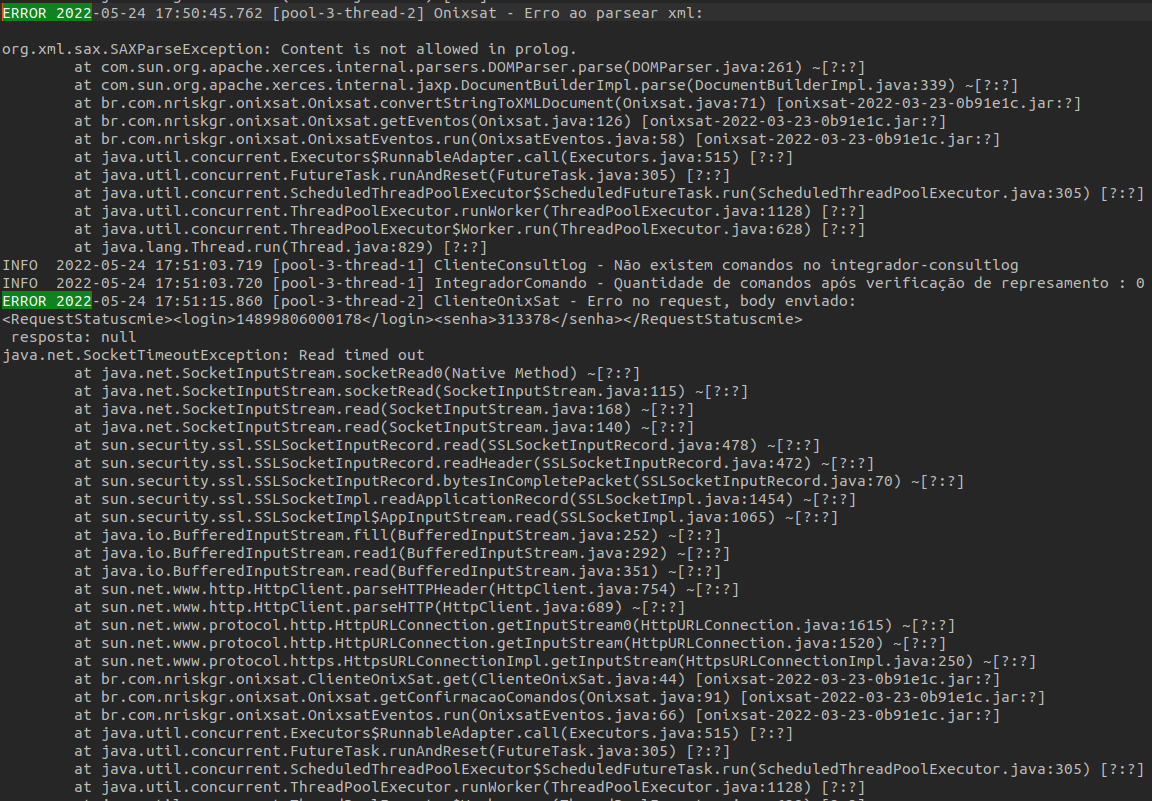 ERROR 2022-05-24 17:50:45.762 [pool-3-thread-2] Onixsat - Erro ao parsear xml:
org.xml.sax.SAXParseException: Content is not allowed in prolog.
at com.sun.org.apache.xerces.internal.parsers.DOMParser.parse(DOMParser.java:261) ~[?:?]
at com.sun.org.apache.xerces.internal.jaxp.DocumentBuilderImpl.parse(DocumentBuilderImpl.java:339) ~[?:?]
at br.com.nriskgr.onixsat.Onixsat.convertStringToXMLDocument(Onixsat.java:71) [onixsat-2022-03-23-0b91e1c.jar:?]
at br.com.nriskgr.onixsat.Onixsat.getEventos(Onixsat.java:126) [onixsat-2022-03-23-0b91e1c.jar:?]
at br.com.nriskgr.onixsat.OnixsatEventos.run(OnixsatEventos.java:58) [onixsat-2022-03-23-0b91e1c.jar:?]
at java.util.concurrent.Executors$RunnableAdapter.call(Executors.java:515) [?:?]
at java.util.concurrent.FutureTask.runAndReset(FutureTask.java:305) [?:?]
at java.util.concurrent.ScheduledThreadPoolExecutor$ScheduledFutureTask.run(ScheduledThreadPoolExecutor.java:305) [?:?]
at java.util.concurrent.ThreadPoolExecutor.runWorker(ThreadPoolExecutor.java:1128) [?:?]
at java.util.concurrent.ThreadPoolExecutor$Worker.run(ThreadPoolExecutor.java:628) [?:?]
at java.lang.Thread.run(Thread.java:829) [?:?]
INFO  2022-05-24 17:51:03.719 [pool-3-thread-1] ClienteConsultlog - Não existem comandos no integrador-consultlog
INFO  2022-05-24 17:51:03.720 [pool-3-thread-1] IntegradorComando - Quantidade de comandos após verificação de represamento : 0
ERROR 2022-05-24 17:51:15.860 [pool-3-thread-2] ClienteOnixSat - Erro no request, body enviado:
<RequestStatuscmie><login>14899806000178</login><senha>313378</senha></RequestStatuscmie>
resposta: null
java.net.SocketTimeoutException: Read timed out
at java.net.SocketInputStream.socketRead0(Native Method) ~[?:?]
at java.net.SocketInputStream.socketRead(SocketInputStream.java:115) ~[?:?]
at java.net.SocketInputStream.read(SocketInputStream.java:168) ~[?:?]
at java.net.SocketInputStream.read(SocketInputStream.java:140) ~[?:?]
at sun.security.ssl.SSLSocketInputRecord.read(SSLSocketInputRecord.java:478) ~[?:?]
at sun.security.ssl.SSLSocketInputRecord.readHeader(SSLSocketInputRecord.java:472) ~[?:?]
at sun.security.ssl.SSLSocketInputRecord.bytesInCompletePacket(SSLSocketInputRecord.java:70) ~[?:?]
at sun.security.ssl.SSLSocketImpl.readApplicationRecord(SSLSocketImpl.java:1454) ~[?:?]
at sun.security.ssl.SSLSocketImpl$AppInputStream.read(SSLSocketImpl.java:1065) ~[?:?]
at java.io.BufferedInputStream.fill(BufferedInputStream.java:252) ~[?:?]
at java.io.BufferedInputStream.read1(BufferedInputStream.java:292) ~[?:?]
at java.io.BufferedInputStream.read(BufferedInputStream.java:351) ~[?:?]
at sun.net.www.http.HttpClient.parseHTTPHeader(HttpClient.java:754) ~[?:?]
at sun.net.www.http.HttpClient.parseHTTP(HttpClient.java:689) ~[?:?]
at sun.net.www.protocol.http.HttpURLConnection.getInputStream0(HttpURLConnection.java:1615) ~[?:?]
at sun.net.www.protocol.http.HttpURLConnection.getInputStream(HttpURLConnection.java:1520) ~[?:?]
at sun.net.www.protocol.https.HttpsURLConnectionImpl.getInputStream(HttpsURLConnectionImpl.java:250) ~[?:?]
at br.com.nriskgr.onixsat.ClienteOnixSat.get(ClienteOnixSat.java:44) [onixsat-2022-03-23-0b91e1c.jar:?]
at br.com.nriskgr.onixsat.Onixsat.getConfirmacaoComandos(Onixsat.java:91) [onixsat-2022-03-23-0b91e1c.jar:?]
at br.com.nriskgr.onixsat.OnixsatEventos.run(OnixsatEventos.java:66) [onixsat-2022-03-23-0b91e1c.jar:?]
at java.util.concurrent.Executors$RunnableAdapter.call(Executors.java:515) [?:?]
at java.util.concurrent.FutureTask.runAndReset(FutureTask.java:305) [?:?]
at java.util.concurrent.ScheduledThreadPoolExecutor$ScheduledFutureTask.run(ScheduledThreadPoolExecutor.java:305) [?:?]
at java.util.concurrent.ThreadPoolExecutor.runWorker(ThreadPoolExecutor.java:1128) [?:?]